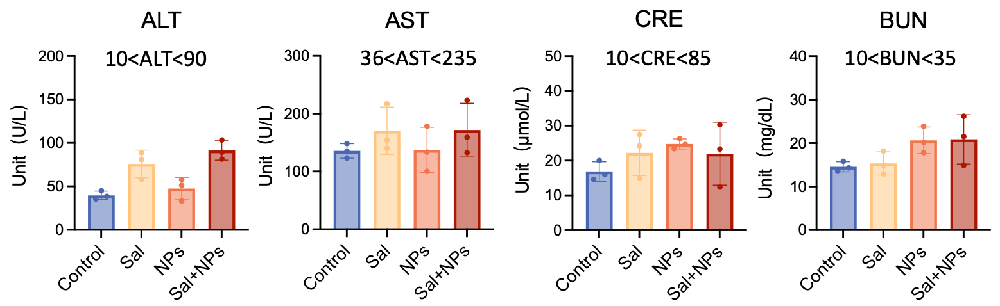 ALT
10<ALT<90
Unit (U/L)
200
150
100
50
0
Control
Sal
NPs
Sal+NPs
AST
36<AST<235
Unit (U/L)
300
200
100
0
Control
Sal
NPs
Sal+NPs
CRE
10<CRE<85
Unit (μmol/L)
50
40
30
20
10
0
Control
Sal
NPs
Sal+NPs
BUN
10<BUN<35
Unit (mg/dL)
40
30
20
10
0
Control
Sal
NPs
Sal+NPs